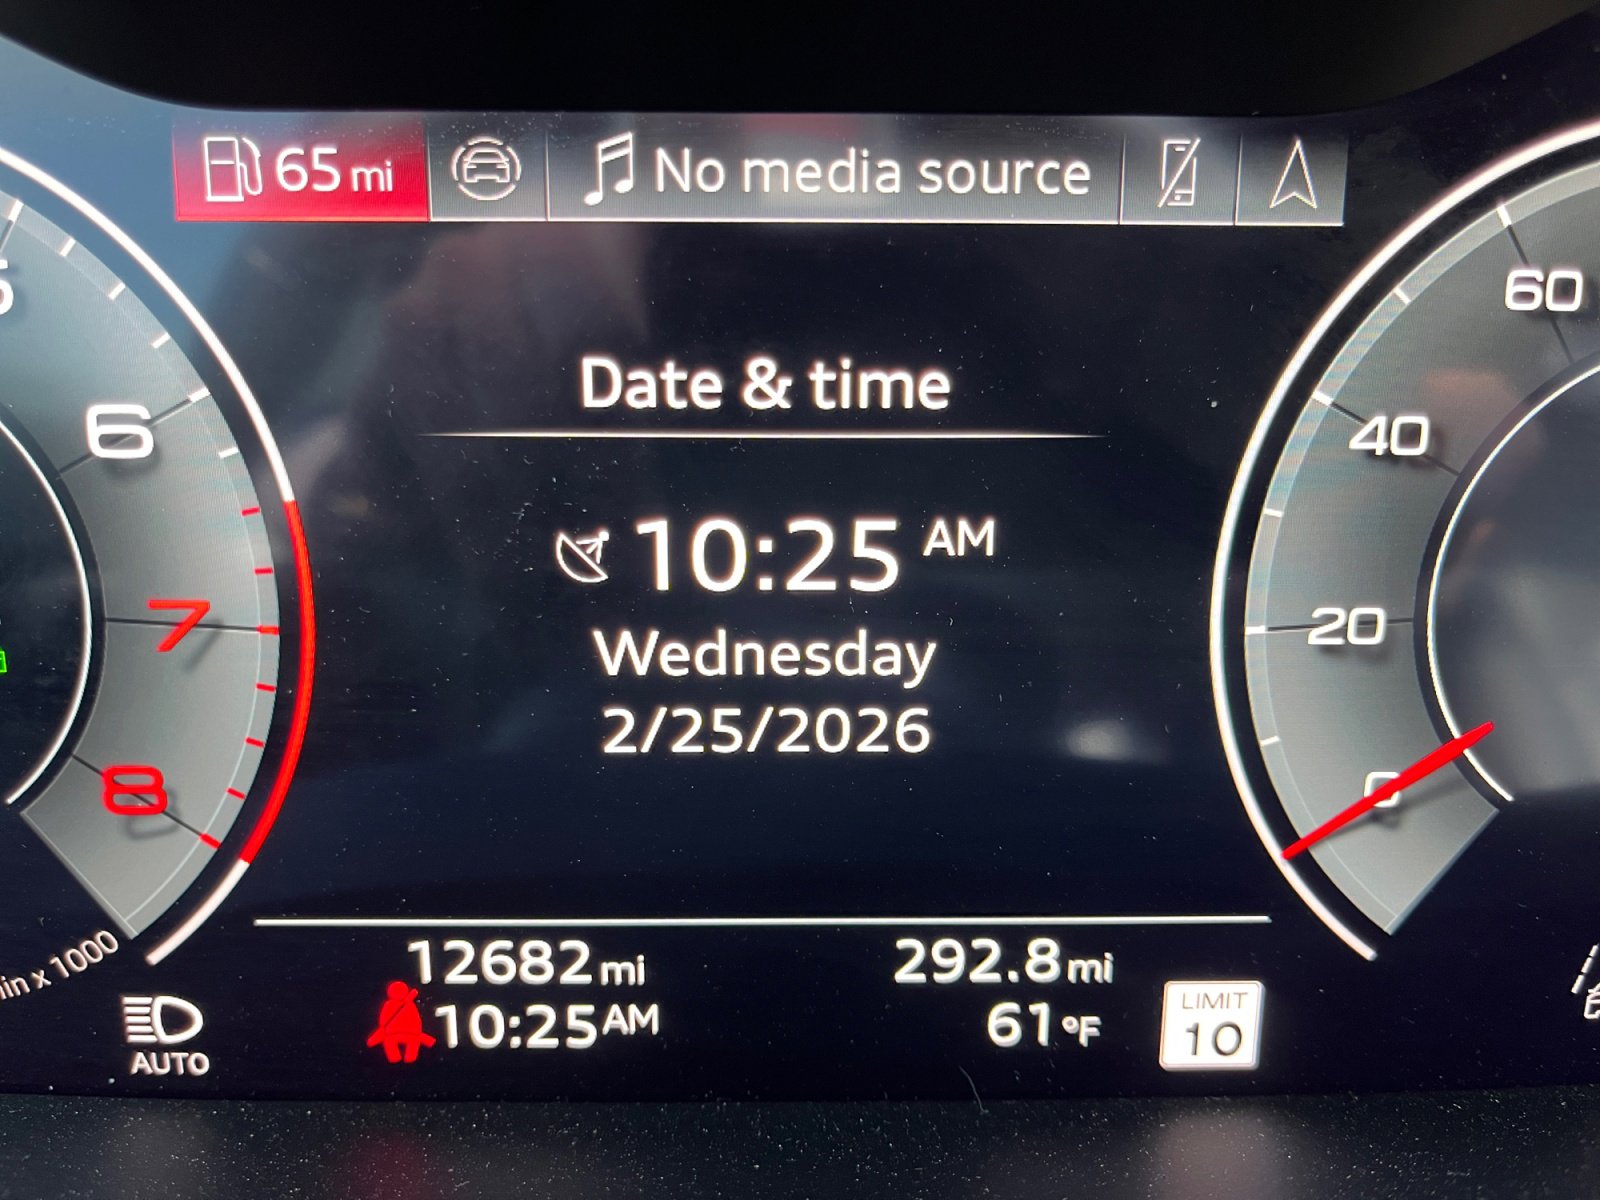 65 mi
No media source
Date & time
10:25 AM
Wednesday
2/25/2026
6
7
8
x 1000
60
40
20
0
12682 mi
292.8 mi
10:25 AM
61 °F
LIMIT
10
AUTO